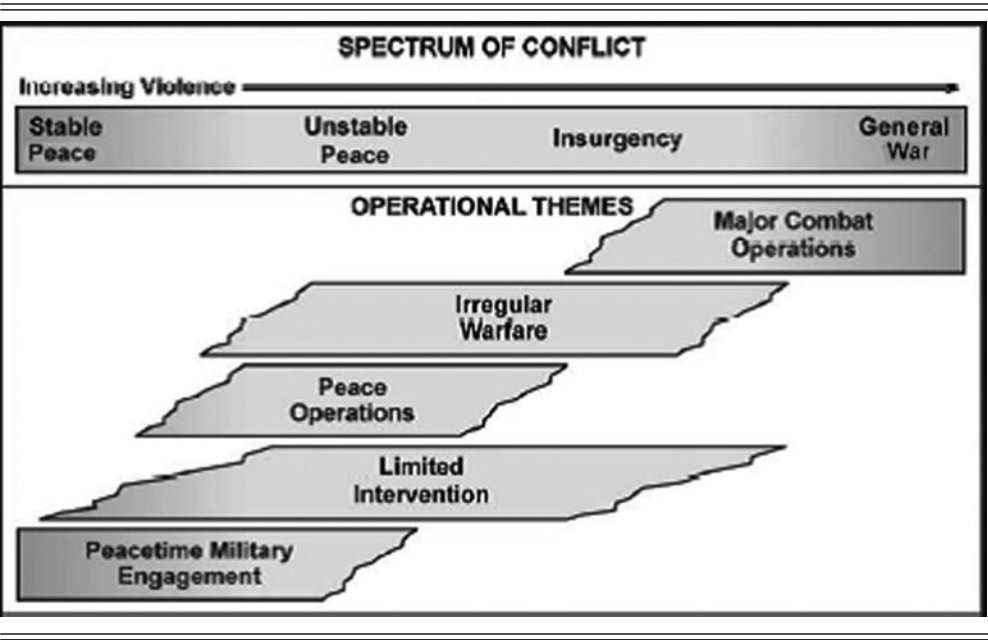 SPECTRUM OF CONFLICT
Increasing Violence
Stable
Peace
Unstable
Peace
Insurgency
General
War
OPERATIONAL THEMES
Major Combat
Operations
Irregular
Warfare
Peace
Operations
Limited
Intervention
Peacetime Military
Engagement